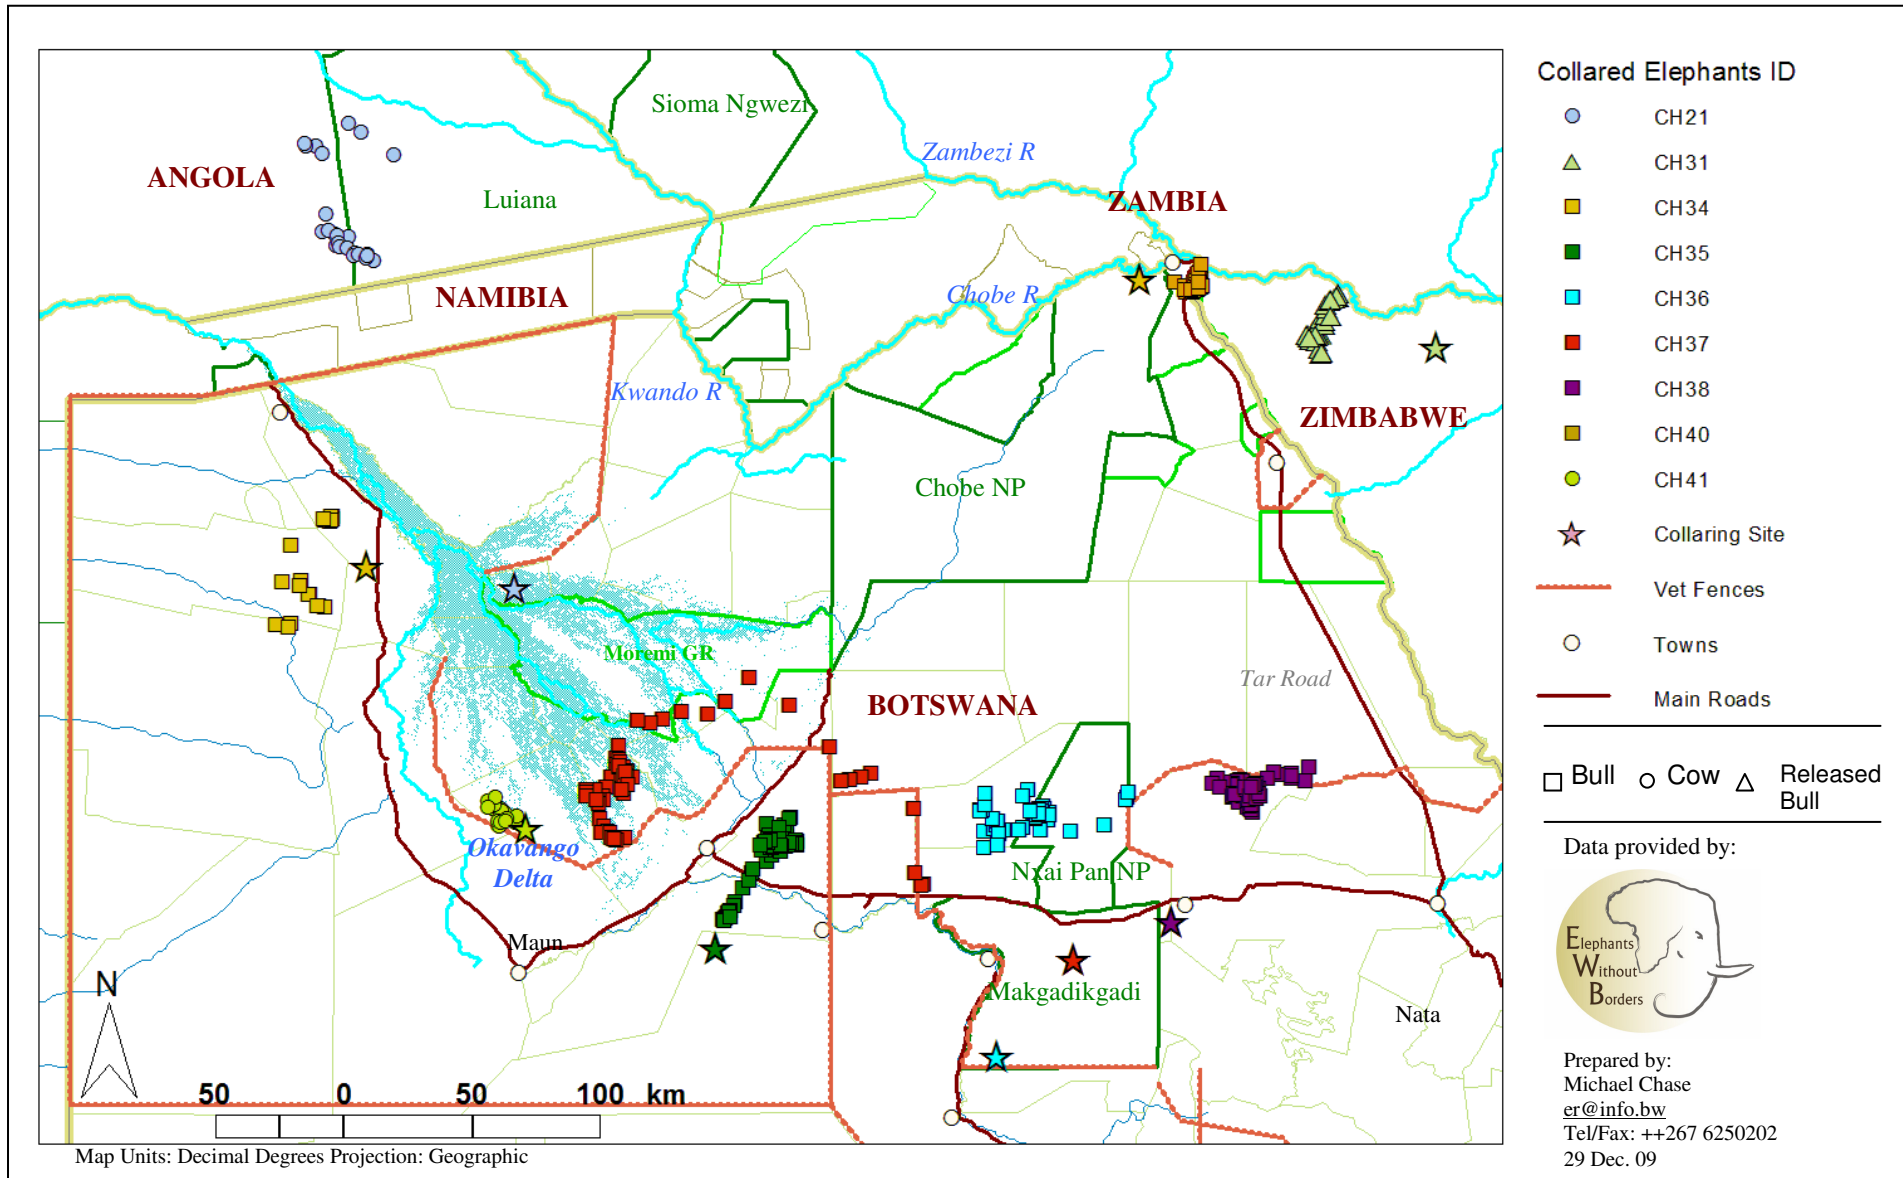 Sioma Ngwezi
Zambezi R
ANGOLA
Luiana
ZAMBIA
NAMIBIA
Chobe R
Kwando R
ZIMBABWE
Chobe NP
Moremi GR
Tar Road
BOTSWANA
Okavango
Delta
Nxai Pan NP
Maun
Makgadikgadi
Nata
N
50 0 50 100 km
Map Units: Decimal Degrees Projection: Geographic
Collared Elephants ID
CH21
CH31
CH34
CH35
CH36
CH37
CH38
CH40
CH41
Collaring Site
Vet Fences
Towns
Main Roads
Bull Cow Released
Bull
Data provided by:
Elephants
Without
Borders
Prepared by:
Michael Chase
er@info.bw
Tel/Fax: ++267 6250202
29 Dec. 09